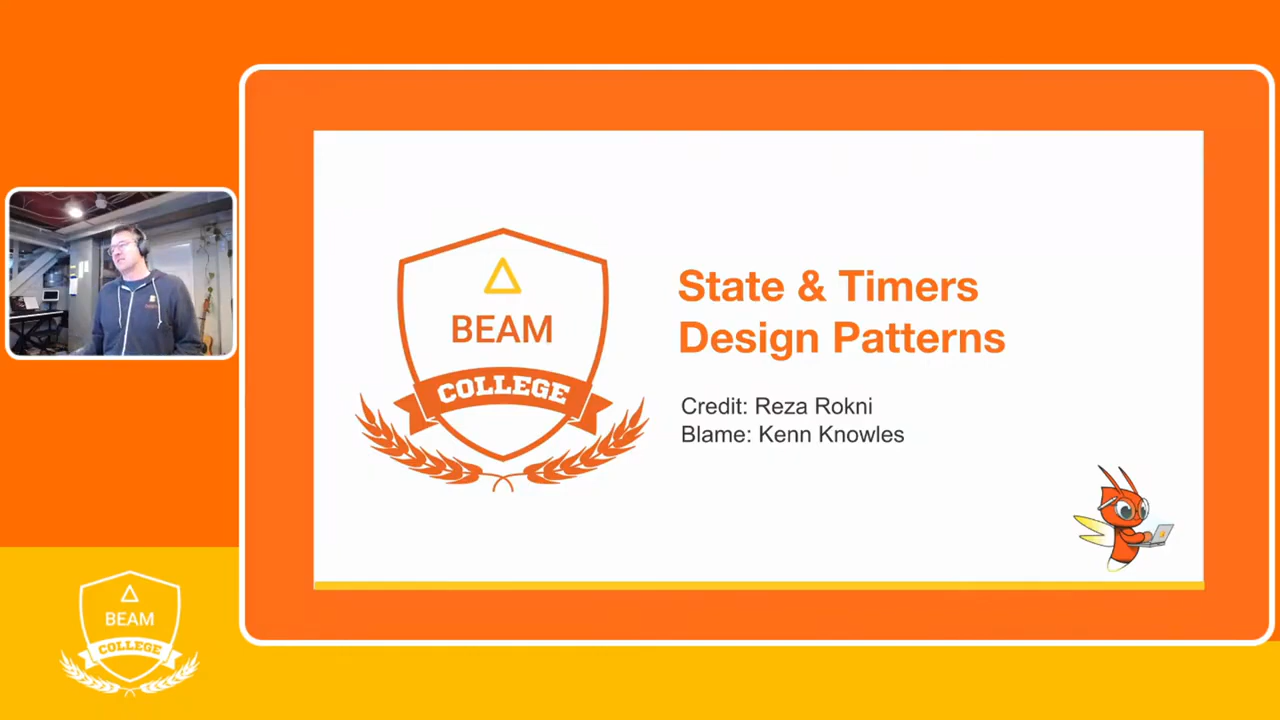 BEAM
COLLEGE
State & Timers
Design Patterns
Credit: Reza Rokni
Blame: Kenn Knowles
BEAM
COLLEGE